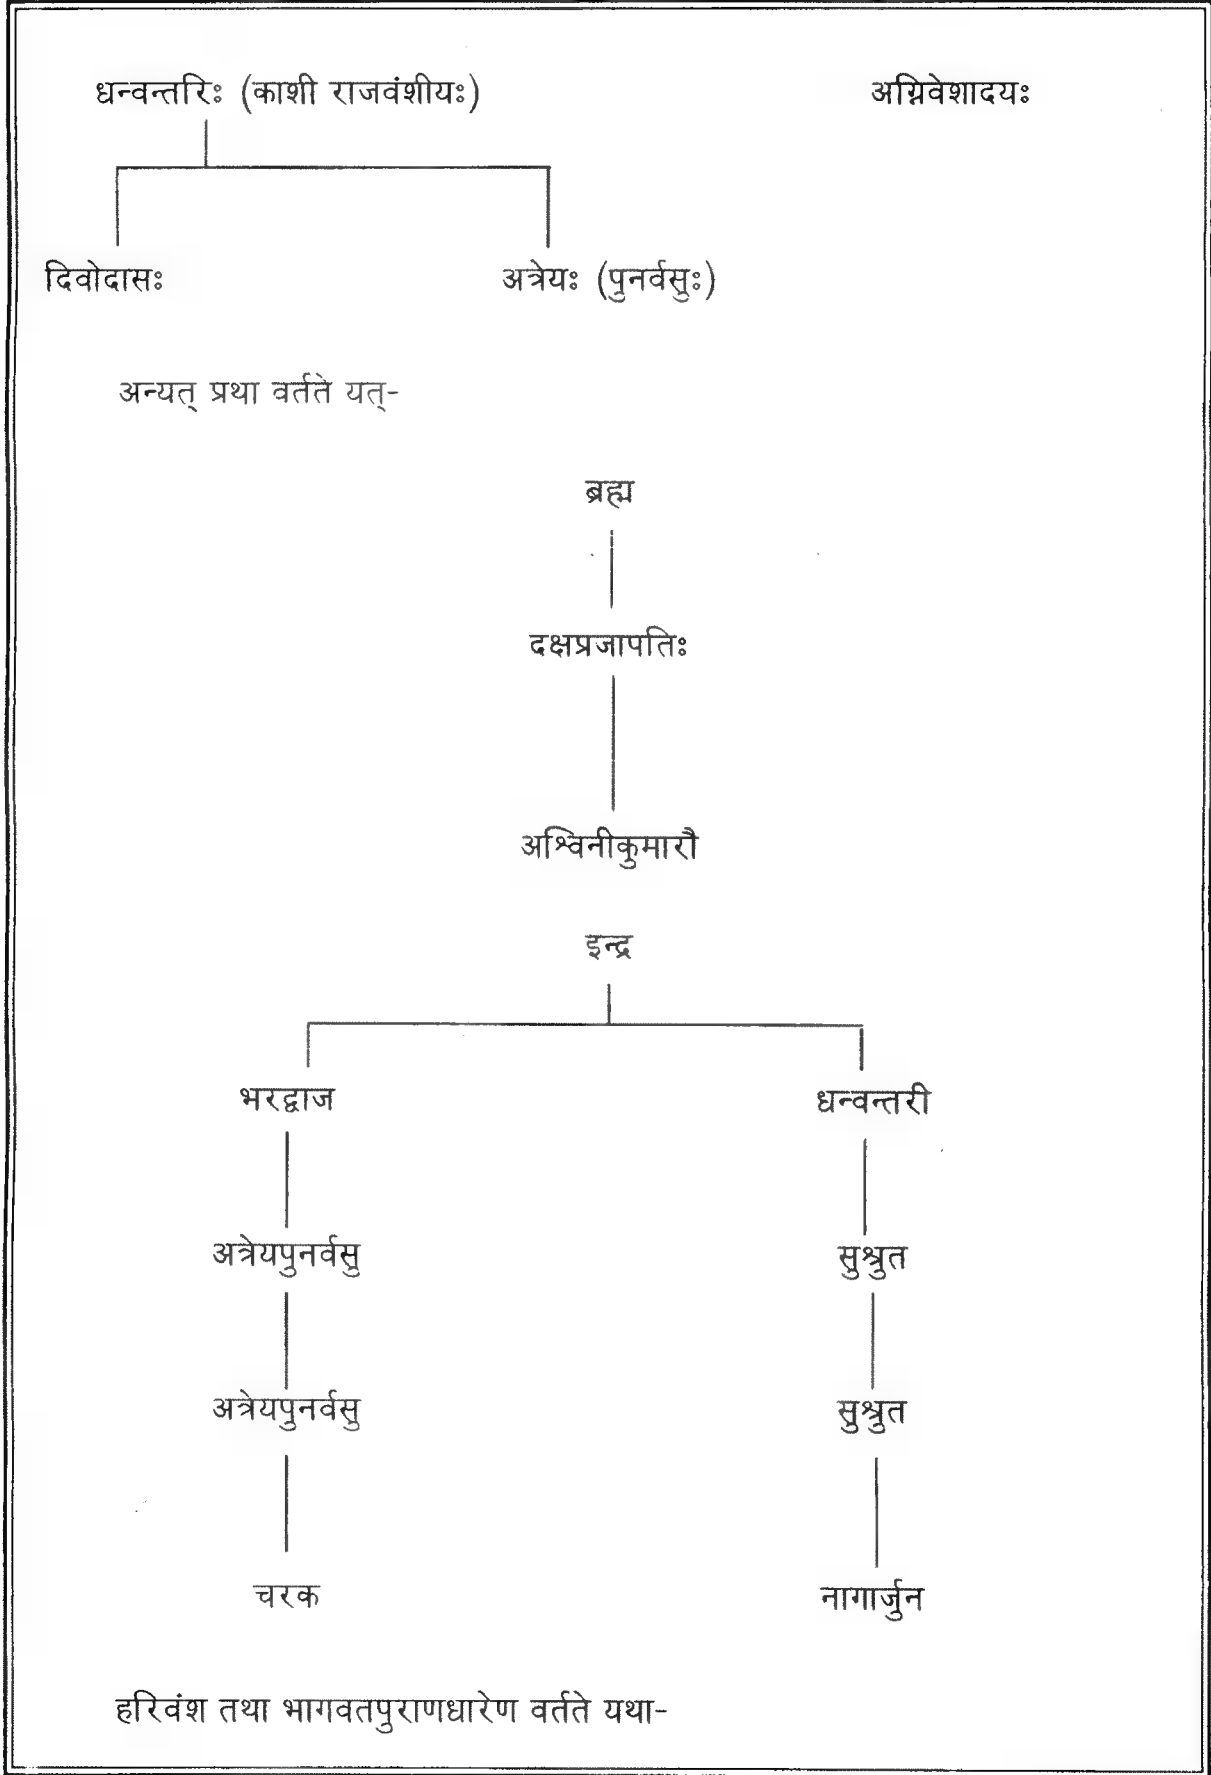 धन्वन्तरिः (काशी राजवंशीयः) अग्निवेशादयः
दिवोदासः अत्रेयः (पुनर्वसुः)
अन्यत् प्रथा वर्तते यत्-
ब्रह्म
दक्षप्रजापतिः
अश्विनीकुमारौ
इन्द्र
भरद्वाज धन्वन्तरी
अत्रेयपुनर्वसु सुश्रुत
अत्रेयपुनर्वसु सुश्रुत
चरक नागार्जुन
हरिवंश तथा भागवतपुराणधारेण वर्तते यथा-